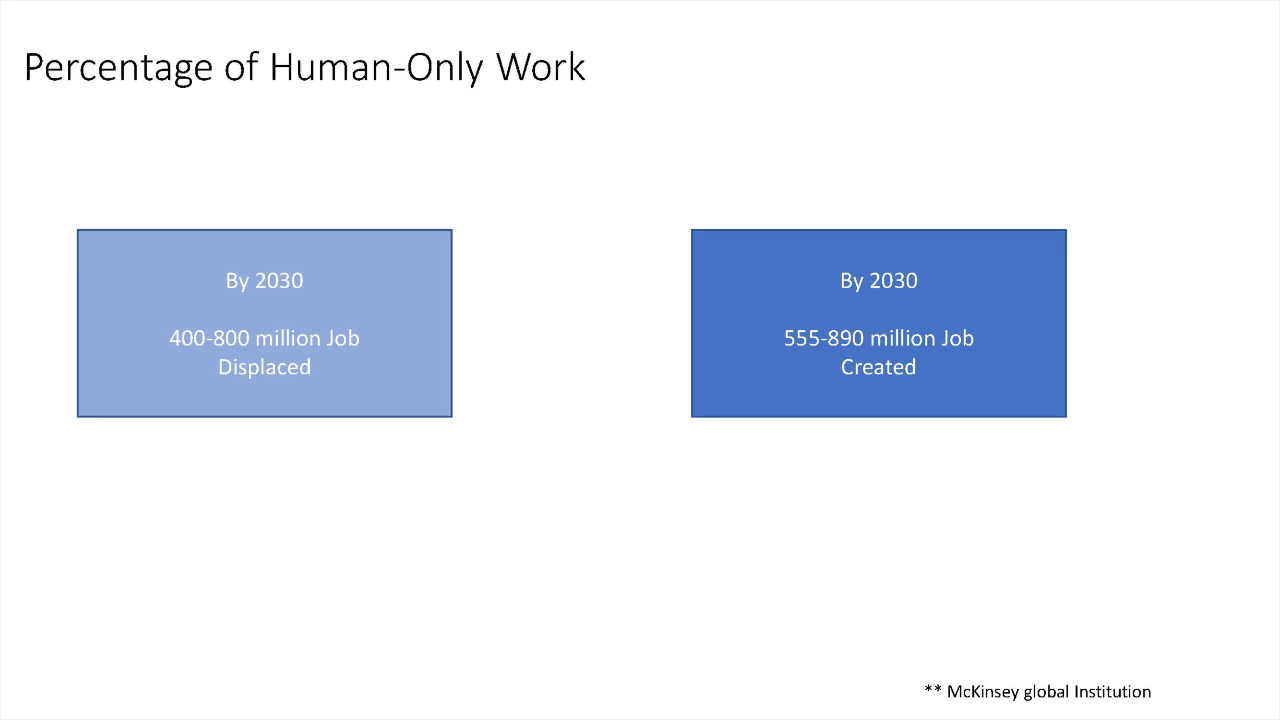 Percentage of Human-Only Work
By 2030
400-800 million Job
Displaced
By 2030
555-890 million Job
Created
** McKinsey global Institution